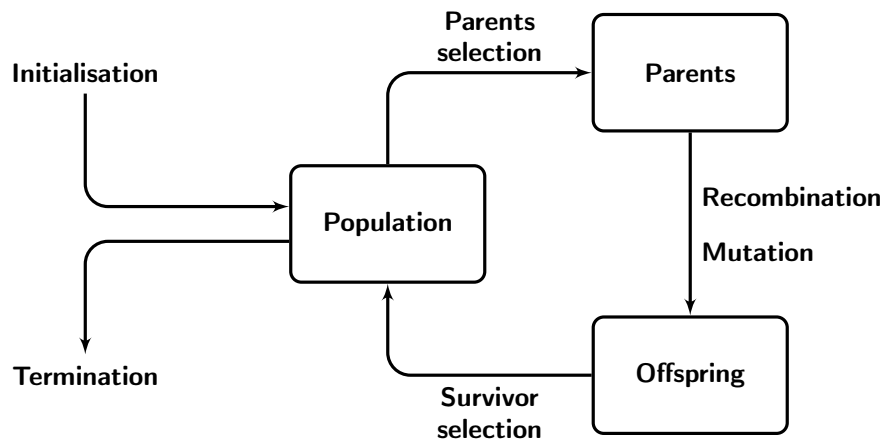 Parents
selection
Initialisation
Parents
Population
Recombination
Mutation
Termination
Offspring
Survivor
selection